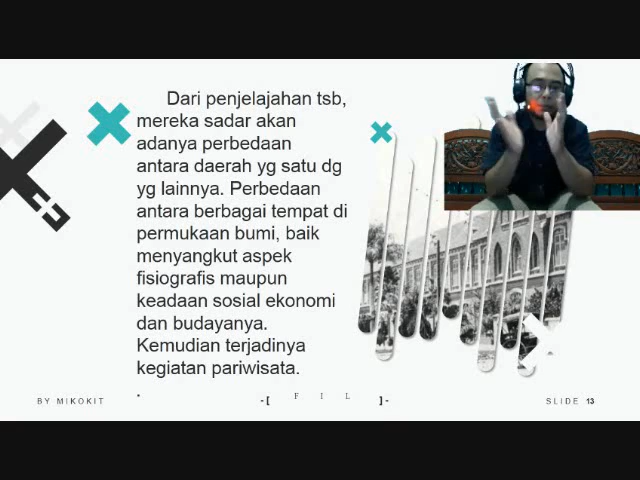 Dari penjelajahan tsb,
mereka sadar akan
adanya perbedaan
antara daerah yg satu dg
yg lainnya. Perbedaan
antara berbagai tempat di
permukaan bumi, baik
menyangkut aspek
fisiografis maupun
keadaan sosial ekonomi
dan budayanya.
Kemudian terjadinya
kegiatan pariwisata.
BY MIKOKIT
-[ F I L ]-
SLIDE 13